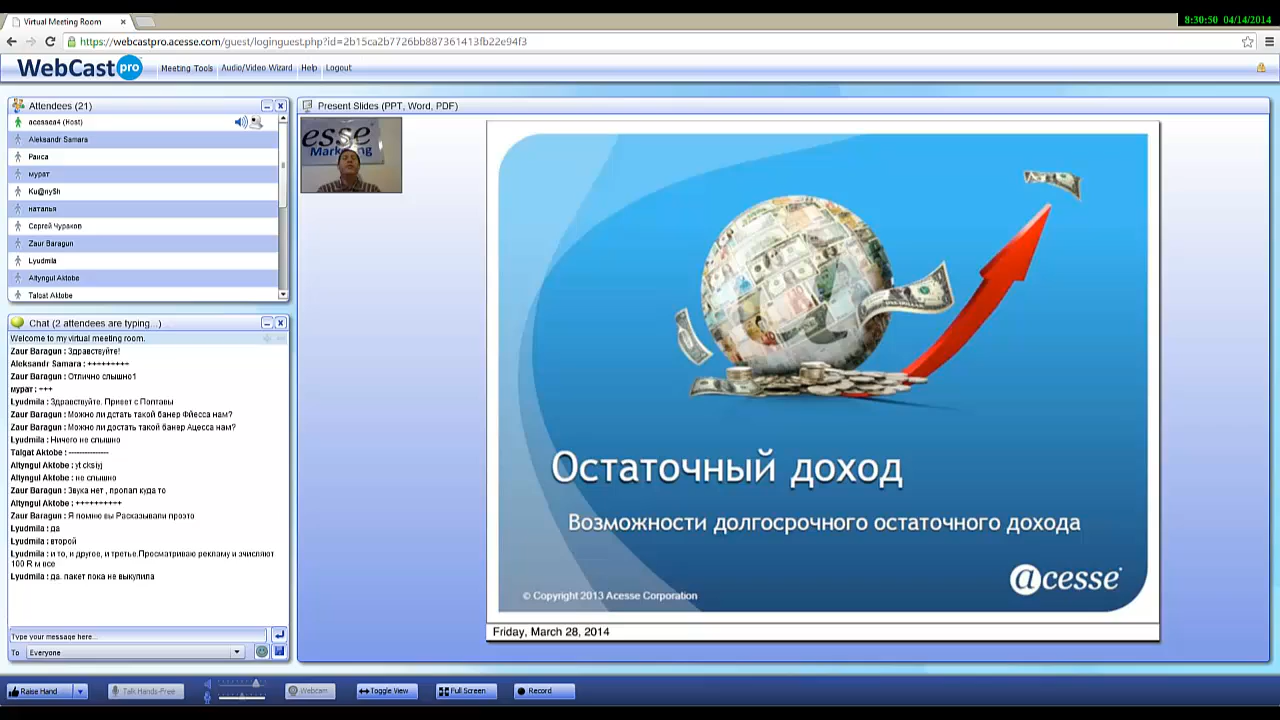 8:30:50 04/14/2014
Virtual Meeting Room
https://webcastpro.acesse.com/guest/loginguest.php?id=2b15ca2b7726bb887361413fb22e94f3
WebCast pro Meeting Tools Audio/Video Wizard Help Logout
Attendees (21)
acessea4 (Host)
Aleksandr Samara
Раиса
мурат
Ku@ny$h
наталья
Сергей Чураков
Zaur Baragun
Lyudmila
Altyngul Aktobe
Talgat Aktobe
Chat (2 attendees are typing...)
Welcome to my virtual meeting room.
Zaur Baragun : Здравствуйте!
Aleksandr Samara : +++++++++
Zaur Baragun : Отлично слышно1
мурат : +++
Lyudmila : Здравствуйте. Привет с Полтавы
Zaur Baragun : Можно ли дстать такой банер Фйесса нам?
Zaur Baragun : Можно ли достать такой банер Ацесса нам?
Lyudmila : Ничего не слышно
Talgat Aktobe : ---------------
Altyngul Aktobe : yt cksiyj
Altyngul Aktobe : не слышно
Zaur Baragun : Звука нет , пропал куда то
Altyngul Aktobe : ++++++++++
Zaur Baragun : Я помню вы Расказывали проэто
Lyudmila : да
Lyudmila : второй
Lyudmila : и то, и другое, и третье.Просматриваю рекламу и зчисляют
100 R м все
Lyudmila : да. пакет пока не выкупила
Type your message here...
To Everyone
Present Slides (PPT, Word, PDF)
esse
Marketing
Остаточный доход
Возможности долгосрочного остаточного дохода
acesse
© Copyright 2013 Acesse Corporation
Friday, March 28, 2014
Raise Hand Talk Hands-Free Webcam Toggle View Full Screen Record